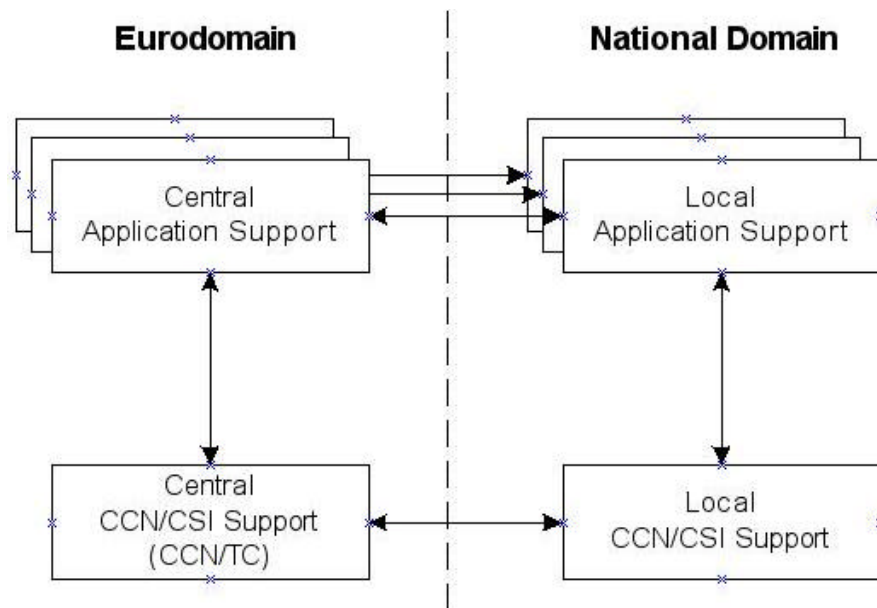 Eurodomain
National Domain
Central
Application Support
Local
Application Support
Central
CCN/CSI Support
(CCN/TC)
Local
CCN/CSI Support